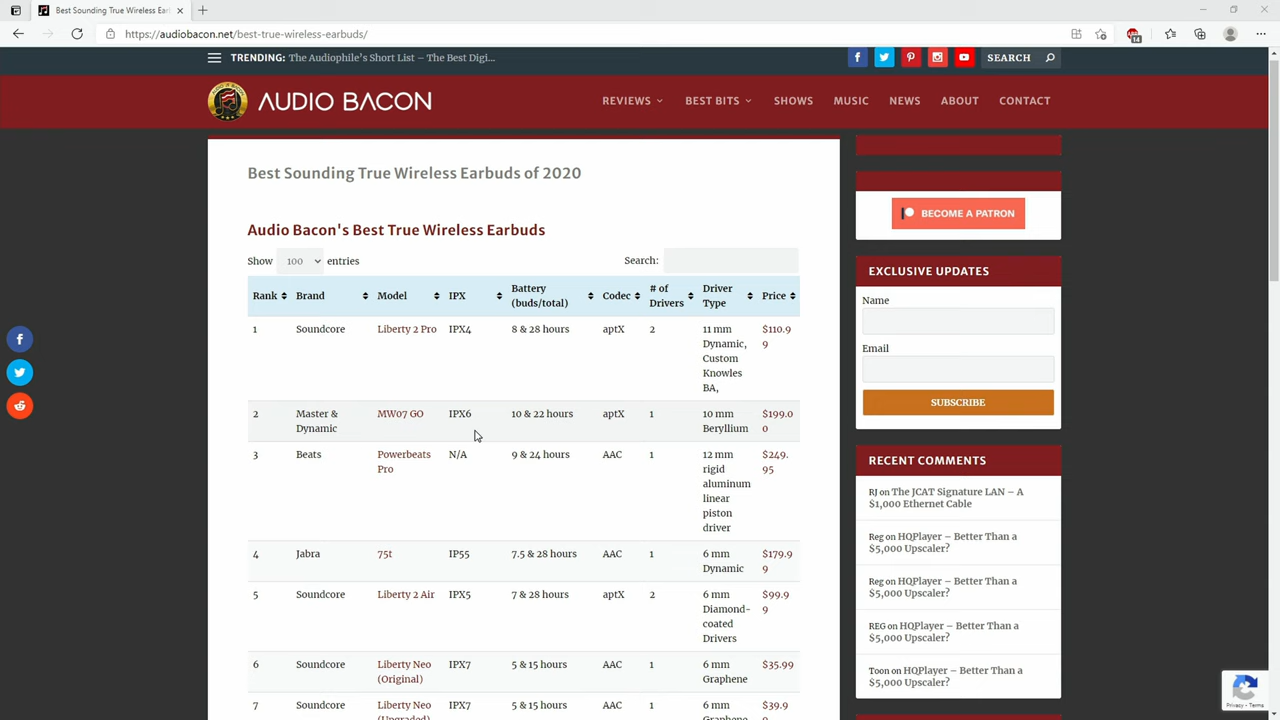 Best Sounding True Wireless Earb
https://audiobacon.net/best-true-wireless-earbuds/
14
TRENDING: The Audiophile's Short List – The Best Digi...
SEARCH
AUDIO BACON
REVIEWS
BEST BITS
SHOWS
MUSIC
NEWS
ABOUT
CONTACT
Best Sounding True Wireless Earbuds of 2020
Audio Bacon's Best True Wireless Earbuds
Show 100 entries
Search:
Rank Brand Model IPX Battery (buds/total) Codec # of Drivers Driver Type Price
1 Soundcore Liberty 2 Pro IPX4 8 & 28 hours aptX 2 11 mm Dynamic, Custom Knowles BA, $110.99
2 Master & Dynamic MW07 GO IPX6 10 & 22 hours aptX 1 10 mm Beryllium $199.00
3 Beats Powerbeats Pro N/A 9 & 24 hours AAC 1 12 mm rigid aluminum linear piston driver $249.95
4 Jabra 75t IP55 7.5 & 28 hours AAC 1 6 mm Dynamic $179.99
5 Soundcore Liberty 2 Air IPX5 7 & 28 hours aptX 2 6 mm Diamond-coated Drivers $99.99
6 Soundcore Liberty Neo (Original) IPX7 5 & 15 hours AAC 1 6 mm Graphene $35.99
7 Soundcore Liberty Neo (Upgraded) IPX7 5 & 15 hours AAC 1 6 mm Graphene $39.99
BECOME A PATRON
EXCLUSIVE UPDATES
Name
Email
SUBSCRIBE
RECENT COMMENTS
RJ on The JCAT Signature LAN – A
$1,000 Ethernet Cable
Reg on HQPlayer – Better Than a
$5,000 Upscaler?
Reg on HQPlayer – Better Than a
$5,000 Upscaler?
REG on HQPlayer – Better Than a
$5,000 Upscaler?
Toon on HQPlayer – Better Than a
$5,000 Upscaler?
Privacy - Terms